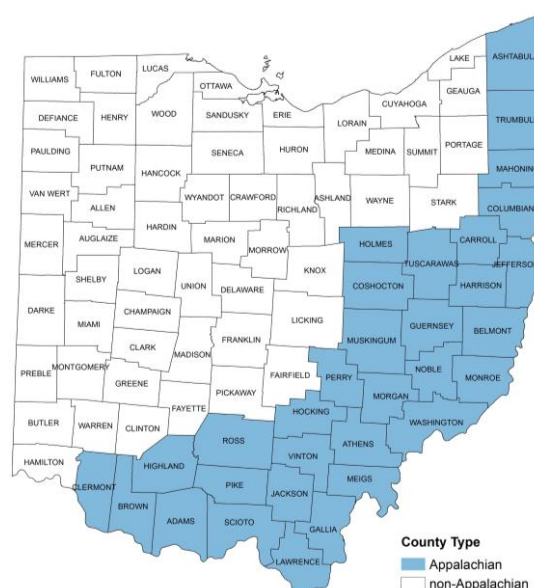 LAKE
ASHTABUL
WILLIAMS
FULTON
LUCAS
OTTAWA
GEAUGA
CUYAHOGA
DEFIANCE
HENRY
WOOD
SANDUSKY
ERIE
LORAIN
TRUMBULL
PAULDING
SENECA
HURON
MEDINA
SUMMIT
PORTAGE
PUTNAM
HANCOCK
MAHONING
VAN WERT
WYANDOT
CRAWFORD
RICHLAND
ASHLAND
WAYNE
STARK
COLUMBIAN
ALLEN
HARDIN
MERCER
AUGLAIZE
MARION
MORROW
HOLMES
CARROLL
TUSCARAWAS
JEFFERSO
LOGAN
KNOX
SHELBY
UNION
DELAWARE
COSHOCTON
HARRISON
DARKE
MIAMI
CHAMPAIGN
LICKING
GUERNSEY
BELMONT
CLARK
FRANKLIN
MUSKINGUM
MADISON
PREBLE
MONTGOMERY
FAIRFIELD
PERRY
NOBLE
MONROE
GREENE
PICKAWAY
MORGAN
FAYETTE
HOCKING
WASHINGTON
BUTLER
WARREN
CLINTON
ROSS
ATHENS
HAMILTON
HIGHLAND
VINTON
CLERMONT
PIKE
MEIGS
JACKSON
BROWN
ADAMS
SCIOTO
GALLIA
LAWRENCE
County Type
Appalachian
non-Appalachian